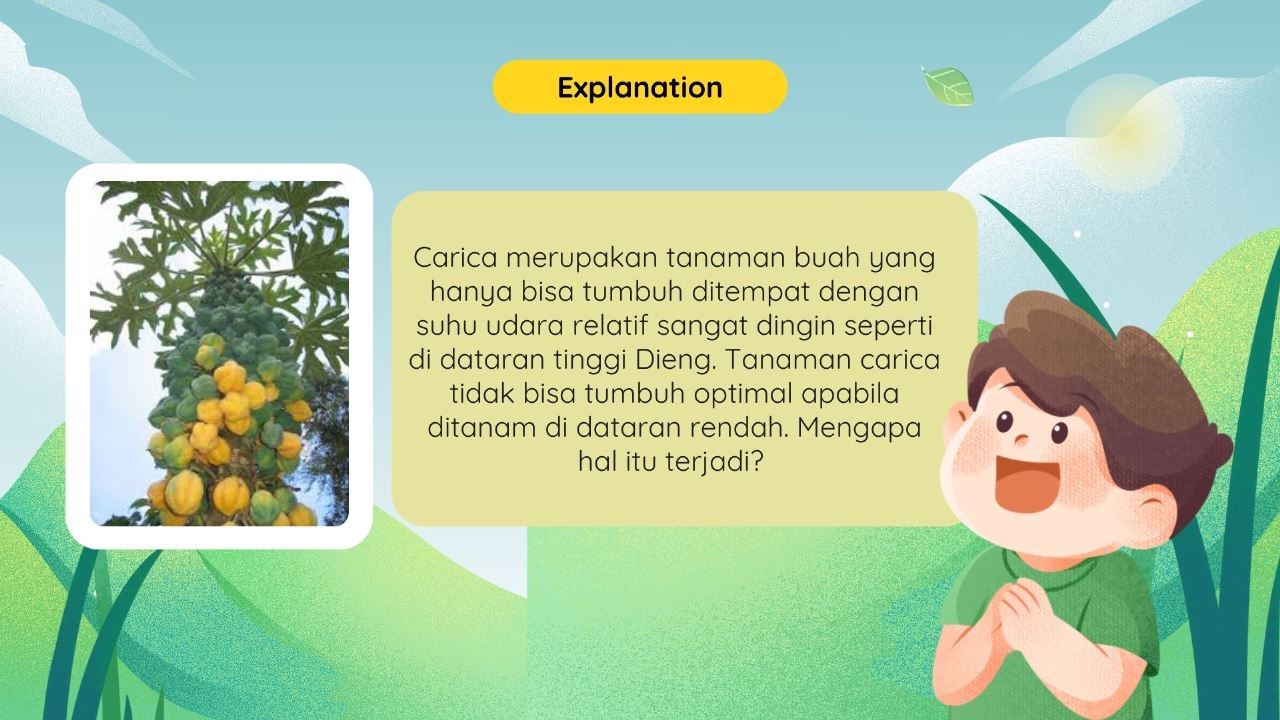 Explanation
Carica merupakan tanaman buah yang
hanya bisa tumbuh ditempat dengan
suhu udara relatif sangat dingin seperti
di dataran tinggi Dieng. Tanaman carica
tidak bisa tumbuh optimal apabila
ditanam di dataran rendah. Mengapa
hal itu terjadi?